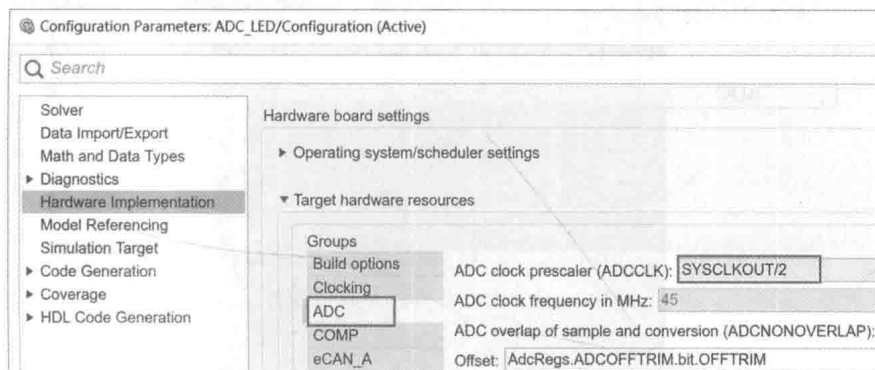 Configuration Parameters: ADC_LED/Configuration (Active)
Search
Solver
Data Import/Export
Math and Data Types
Diagnostics
Hardware Implementation
Model Referencing
Simulation Target
Code Generation
Coverage
HDL Code Generation
Hardware board settings
Operating system/scheduler settings
Target hardware resources
Groups
Build options
Clocking
ADC
COMP
eCAN_A
ADC clock prescaler (ADCCLK): SYSCLKOUT/2
ADC clock frequency in MHz: 45
ADC overlap of sample and conversion (ADCNONOVERLAP):
Offset: AdcRegs.ADCOFFTRIM.bit.OFFTRIM